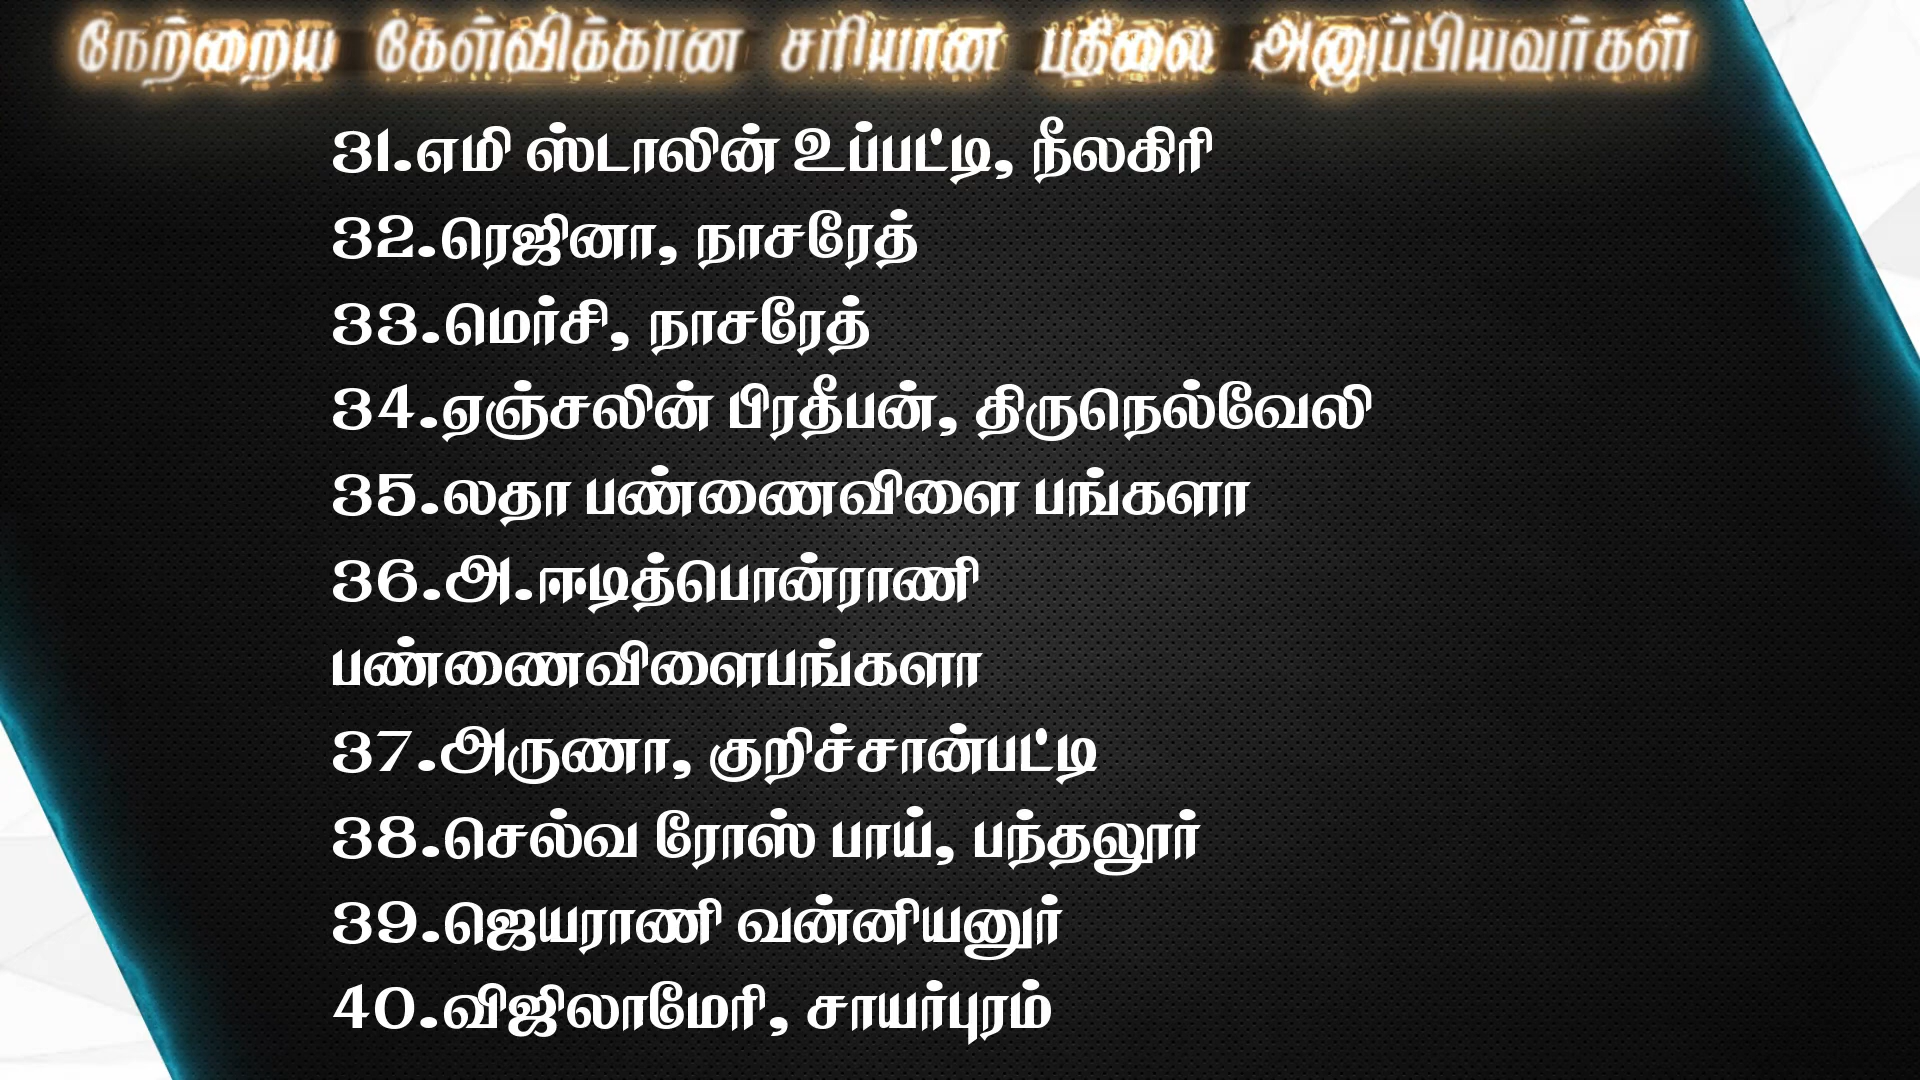 நேற்றைய கேள்விக்கான சரியான பதிலை அனுப்பியவர்கள்
31.எமி ஸ்டாலின் உப்பட்டி, நீலகிரி
32.ரெஜினா, நாசரேத்
33.மெர்சி, நாசரேத்
34.ஏஞ்சலின் பிரதீபன், திருநெல்வேலி
35.லதா பண்ணைவிளை பங்களா
36.அ.ஈடித்பொன்ராணி
பண்ணைவிளைபங்களா
37.அருணா, குறிச்சான்பட்டி
38.செல்வ ரோஸ் பாய், பந்தலூர்
39.ஜெயராணி வன்னியனுர்
40.விஜிலாமேரி, சாயர்புரம்